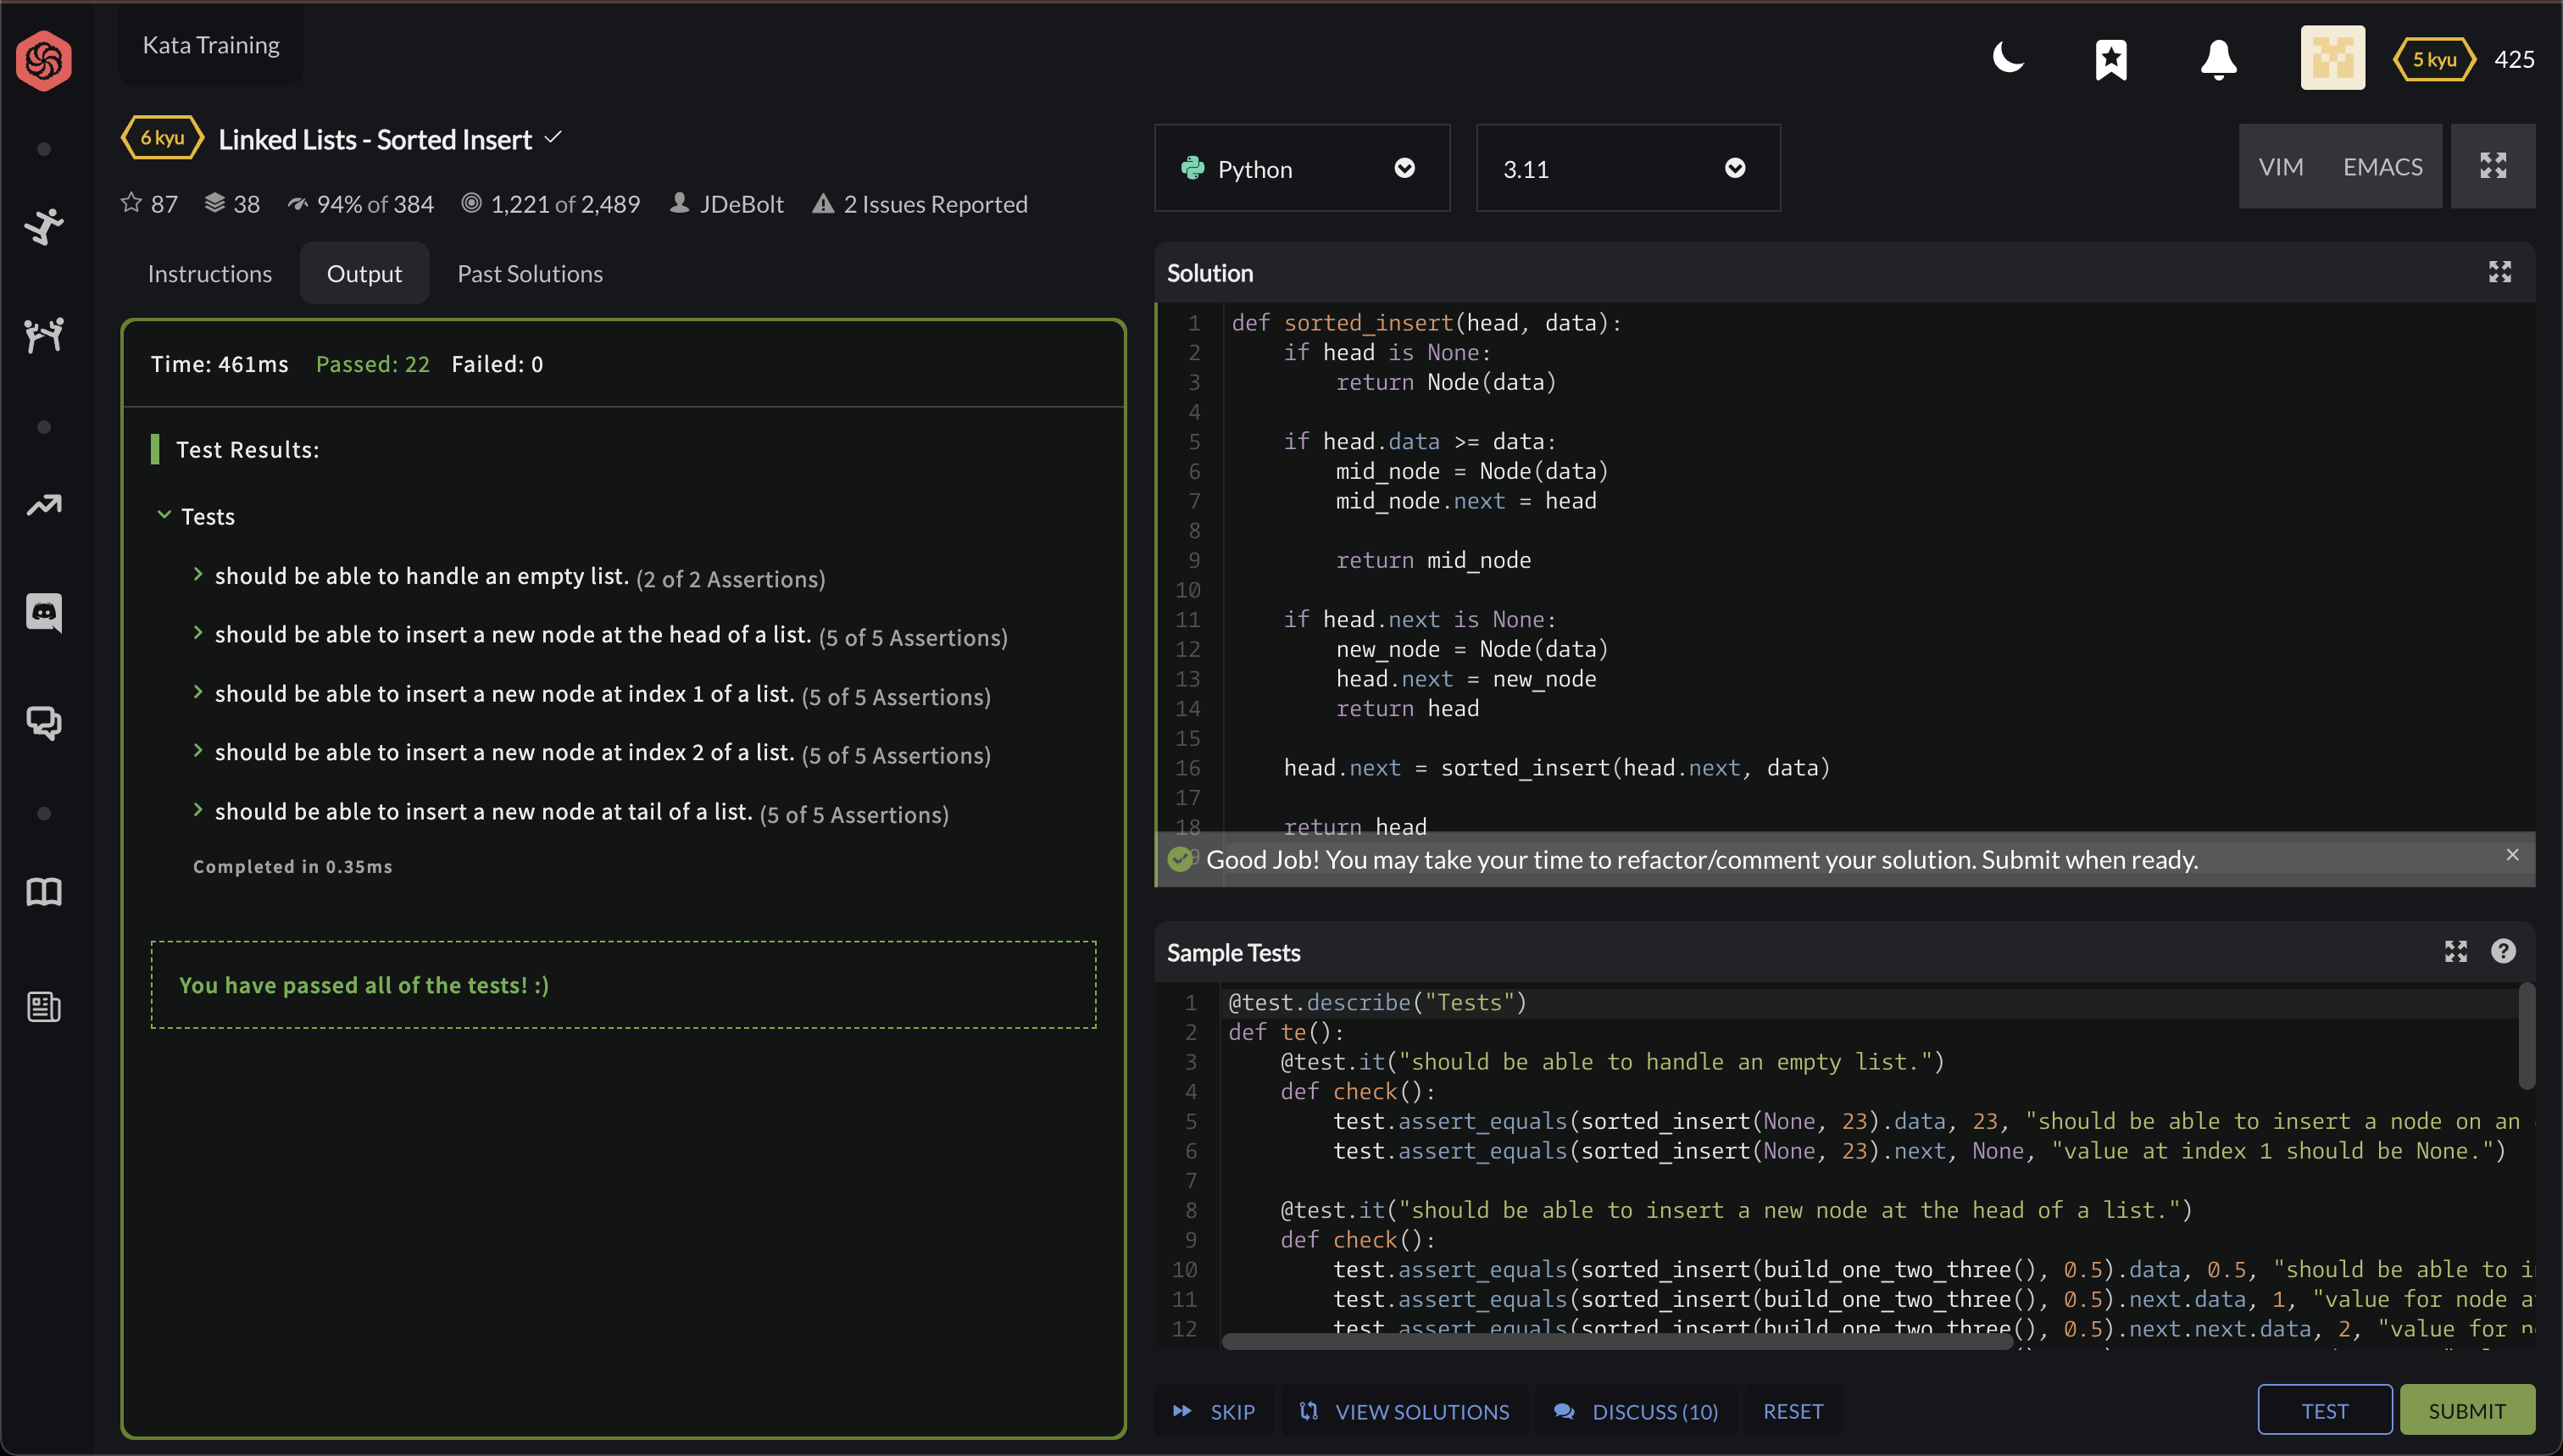 Kata Training
5 kyu 425
6 kyu Linked Lists - Sorted Insert
87 38 94% of 384 1,221 of 2,489 JDeBolt 2 Issues Reported
Instructions Output Past Solutions
Time: 461ms Passed: 22 Failed: 0
Test Results:
Tests
should be able to handle an empty list. (2 of 2 Assertions)
should be able to insert a new node at the head of a list. (5 of 5 Assertions)
should be able to insert a new node at index 1 of a list. (5 of 5 Assertions)
should be able to insert a new node at index 2 of a list. (5 of 5 Assertions)
should be able to insert a new node at tail of a list. (5 of 5 Assertions)
Completed in 0.35ms
You have passed all of the tests! :)
Python 3.11 VIM EMACS
Solution
1 def sorted_insert(head, data):
2     if head is None:
3         return Node(data)
4
5     if head.data >= data:
6         mid_node = Node(data)
7         mid_node.next = head
8
9         return mid_node
10
11     if head.next is None:
12         new_node = Node(data)
13         head.next = new_node
14         return head
15
16     head.next = sorted_insert(head.next, data)
17
18     return head
Good Job! You may take your time to refactor/comment your solution. Submit when ready.
Sample Tests
1 @test.describe("Tests")
2 def te():
3     @test.it("should be able to handle an empty list.")
4     def check():
5         test.assert_equals(sorted_insert(None, 23).data, 23, "should be able to insert a node on an
6         test.assert_equals(sorted_insert(None, 23).next, None, "value at index 1 should be None.")
7
8     @test.it("should be able to insert a new node at the head of a list.")
9     def check():
10         test.assert_equals(sorted_insert(build_one_two_three(), 0.5).data, 0.5, "should be able to
11         test.assert_equals(sorted_insert(build_one_two_three(), 0.5).next.data, 1, "value for node
12         test.assert_equals(sorted_insert(build_one_two_three(), 0.5).next.next.data, 2, "value for
SKIP VIEW SOLUTIONS DISCUSS (10) RESET TEST SUBMIT